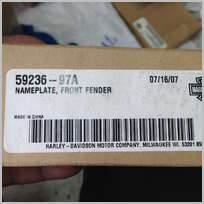 59236-97A 07/16/07
NAMEPLATE, FRONT FENDER
MADE IN CHINA
HARLEY-DAVIDSON MOTOR COMPANY, MILWAUKEE WI. 53201